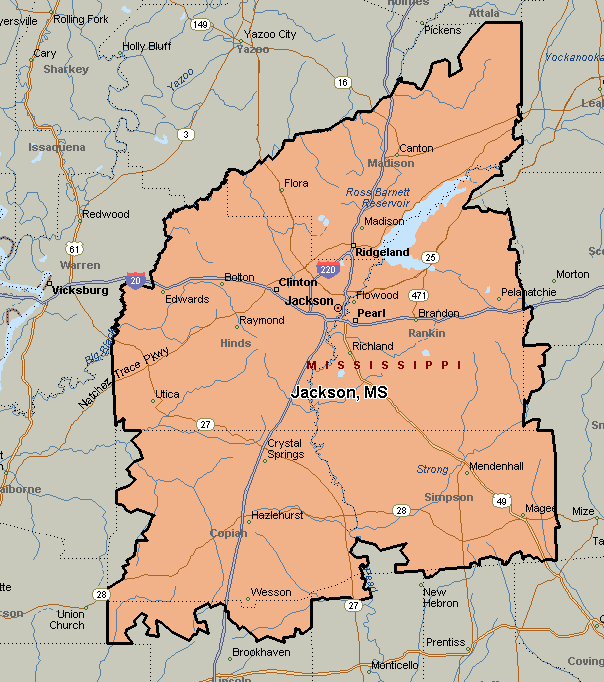 Holmes
Attala
Rolling Fork
149
Pickens
Yazoo City
Holly Bluff
Yazoo
Cary
Sharkey
Yazoo
Yockanooka
16
3
Issaquena
Canton
Madison
Flora
Ross Barnett
Reservoir
Redwood
Madison
61
Ridgeland
25
Warren
220
20
Bolton
Clinton
Morton
Vicksburg
Edwards
Jackson
Flowood
471
Pelahatchie
Pearl
Brandon
Raymond
Rankin
Big Black
Hinds
Richland
Natchez Trace Pkwy
MISSISSIPPI
Utica
Jackson, MS
27
Crystal
Springs
Strong
Mendenhall
Simpson
49
Hazlehurst
28
Magee
Mize
Copiah
Wesson
28
27
New
Hebron
Union
Church
Brookhaven
Prentiss
Monticello
Lincoln